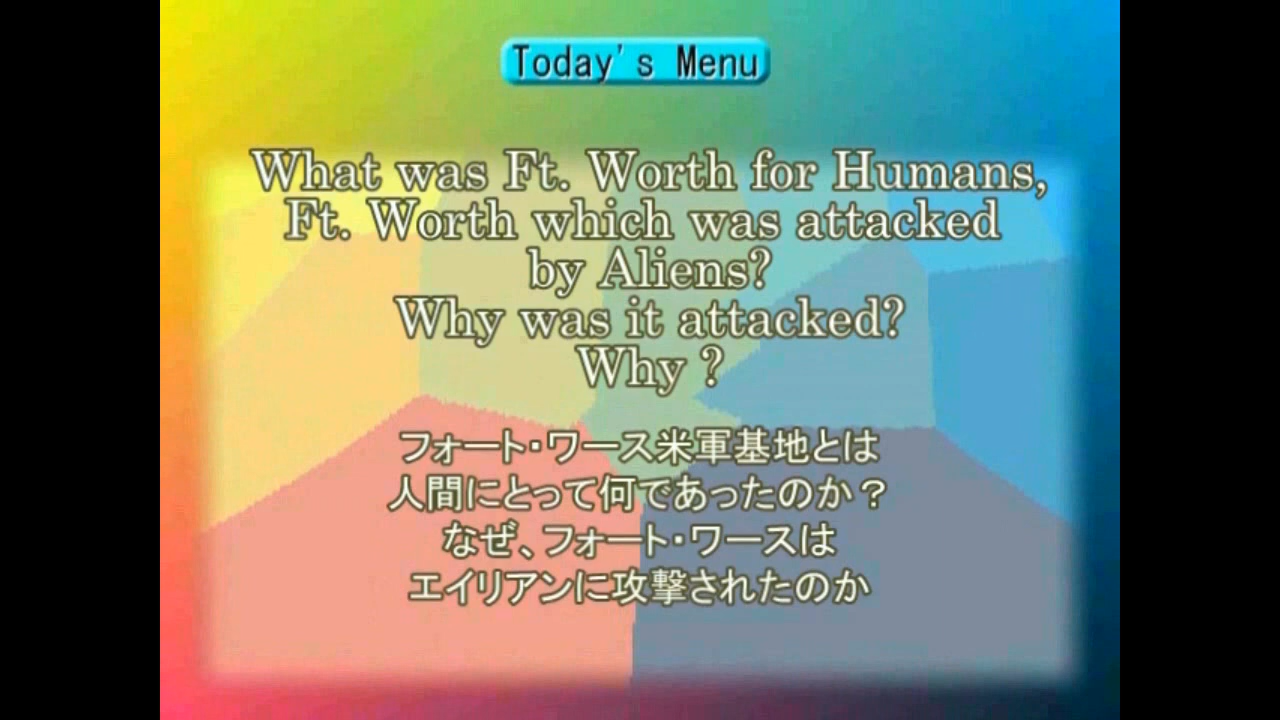 Today's Menu
What was Ft. Worth for Humans,
Ft. Worth which was attacked
by Aliens?
Why was it attacked?
Why ?
フォート・ワース米軍基地とは
人間にとって何であったのか？
なぜ、フォート・ワースは
エイリアンに攻撃されたのか